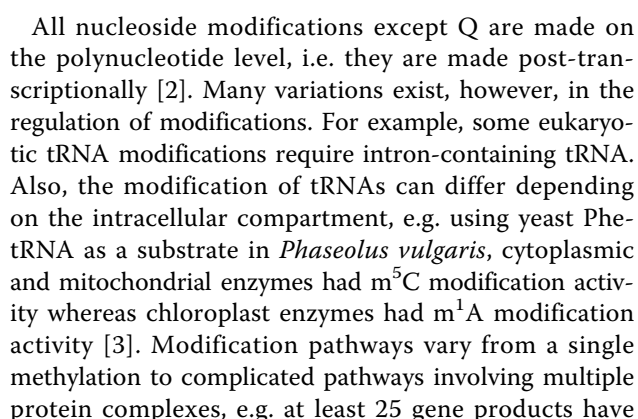 All nucleoside modifications except Q are made on
the polynucleotide level, i.e. they are made post-tran-
scriptionally [2]. Many variations exist, however, in the
regulation of modifications. For example, some eukaryo-
tic tRNA modifications require intron-containing tRNA.
Also, the modification of tRNAs can differ depending
on the intracellular compartment, e.g. using yeast Phe-
tRNA as a substrate in Phaseolus vulgaris, cytoplasmic
and mitochondrial enzymes had m⁵C modification activ-
ity whereas chloroplast enzymes had m¹A modification
activity [3]. Modification pathways vary from a single
methylation to complicated pathways involving multiple
protein complexes, e.g. at least 25 gene products have